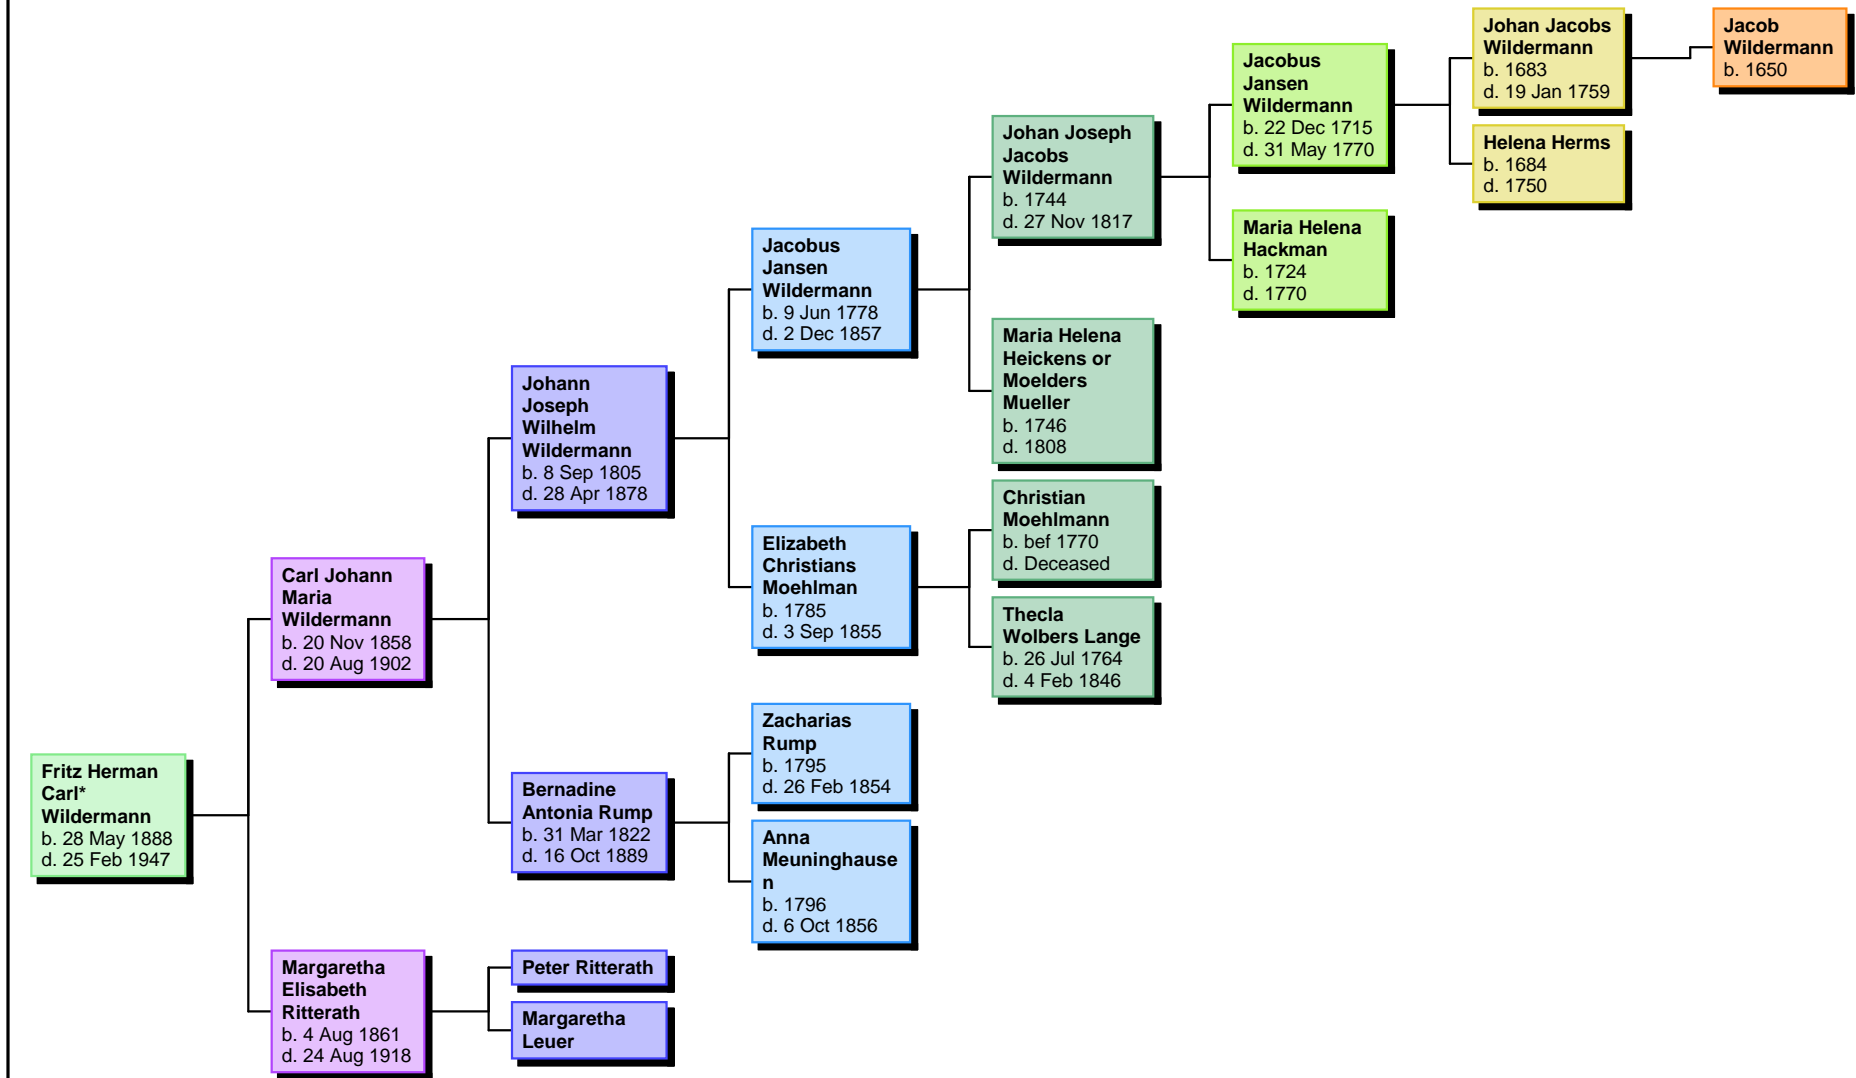 Fritz Herman
Carl*
Wildermann
b. 28 May 1888
d. 25 Feb 1947
Carl Johann
Maria
Wildermann
b. 20 Nov 1858
d. 20 Aug 1902
Margaretha
Elisabeth
Ritterath
b. 4 Aug 1861
d. 24 Aug 1918
Johann
Joseph
Wilhelm
Wildermann
b. 8 Sep 1805
d. 28 Apr 1878
Bernadine
Antonia Rump
b. 31 Mar 1822
d. 16 Oct 1889
Peter Ritterath
Margaretha
Leuer
Jacobus
Jansen
Wildermann
b. 9 Jun 1778
d. 2 Dec 1857
Elizabeth
Christians
Moehlman
b. 1785
d. 3 Sep 1855
Zacharias
Rump
b. 1795
d. 26 Feb 1854
Anna
Meuninghause
n
b. 1796
d. 6 Oct 1856
Johan Joseph
Jacobs
Wildermann
b. 1744
d. 27 Nov 1817
Maria Helena
Heickens or
Moelders
Mueller
b. 1746
d. 1808
Christian
Moehlmann
b. bef 1770
d. Deceased
Thecla
Wolbers Lange
b. 26 Jul 1764
d. 4 Feb 1846
Jacobus
Jansen
Wildermann
b. 22 Dec 1715
d. 31 May 1770
Maria Helena
Hackman
b. 1724
d. 1770
Johan Jacobs
Wildermann
b. 1683
d. 19 Jan 1759
Helena Herms
b. 1684
d. 1750
Jacob
Wildermann
b. 1650